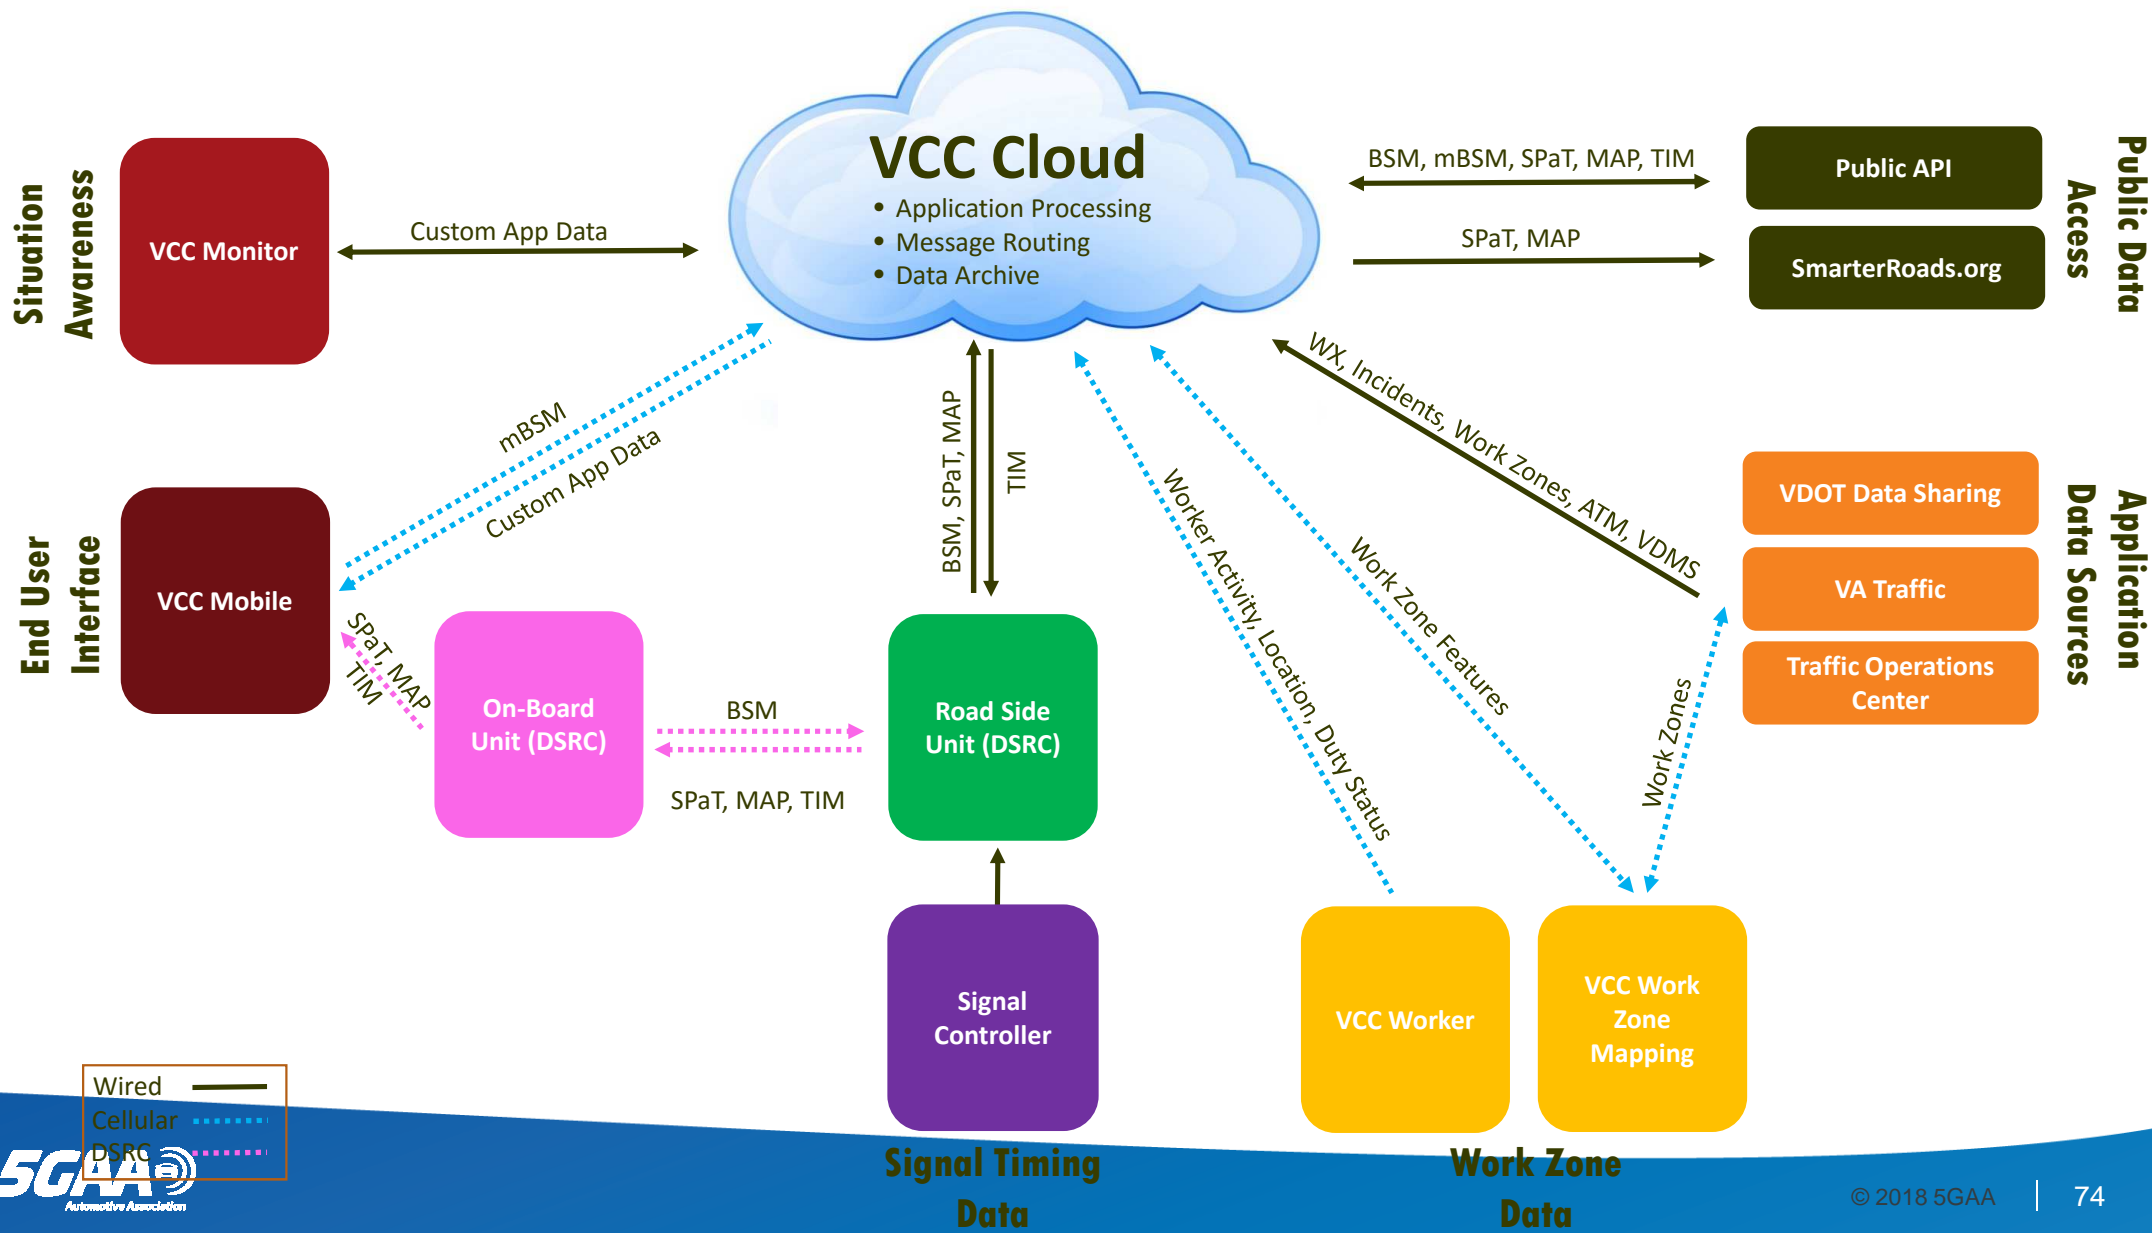 VCC Cloud
• Application Processing
• Message Routing
• Data Archive
Situation
Awareness
VCC Monitor
Custom App Data
BSM, mBSM, SPaT, MAP, TIM
Public API
SPaT, MAP
SmarterRoads.org
Public Data
Access
mBSM
Custom App Data
BSM, SPaT, MAP
TIM
WX, Incidents, Work Zones, ATM, VDMS
End User
Interface
VCC Mobile
SPaT, MAP
TIM
On-Board
Unit (DSRC)
BSM
SPaT, MAP, TIM
Road Side
Unit (DSRC)
Worker Activity, Location, Duty Status
Work Zone Features
Work Zones
VDOT Data Sharing
VA Traffic
Traffic Operations
Center
Application
Data Sources
Signal
Controller
VCC Worker
VCC Work
Zone
Mapping
Wired
Cellular
DSRC
5GAA
Automotive Association
Signal Timing
Data
Work Zone
Data
© 2018 5GAA
74